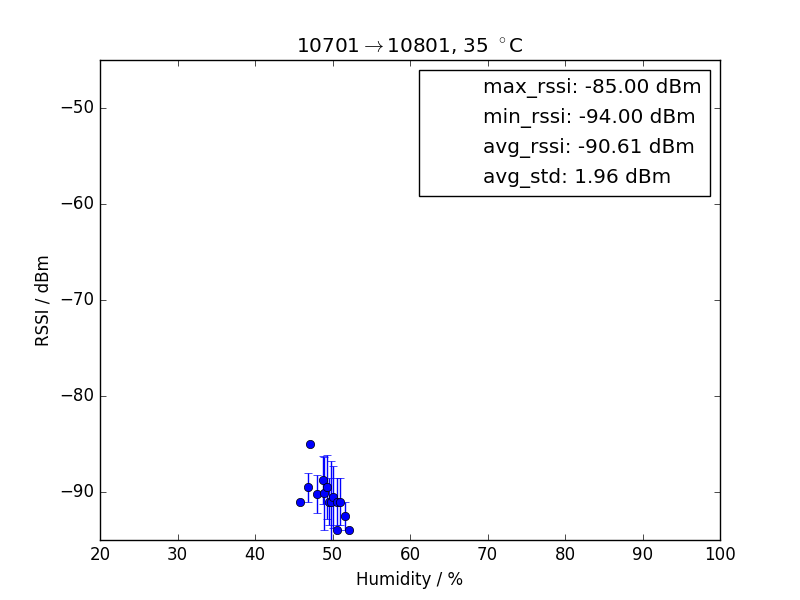 10701→10801, 35 °C
max_rssi: -85.00 dBm
min_rssi: -94.00 dBm
avg_rssi: -90.61 dBm
avg_std: 1.96 dBm
RSSI / dBm
−50
−60
−70
−80
−90
20 30 40 50 60 70 80 90 100
Humidity / %